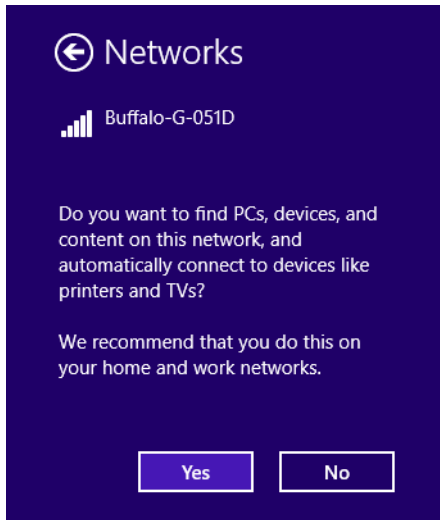 Networks
Buffalo-G-051D
Do you want to find PCs, devices, and
content on this network, and
automatically connect to devices like
printers and TVs?
We recommend that you do this on
your home and work networks.
Yes
No